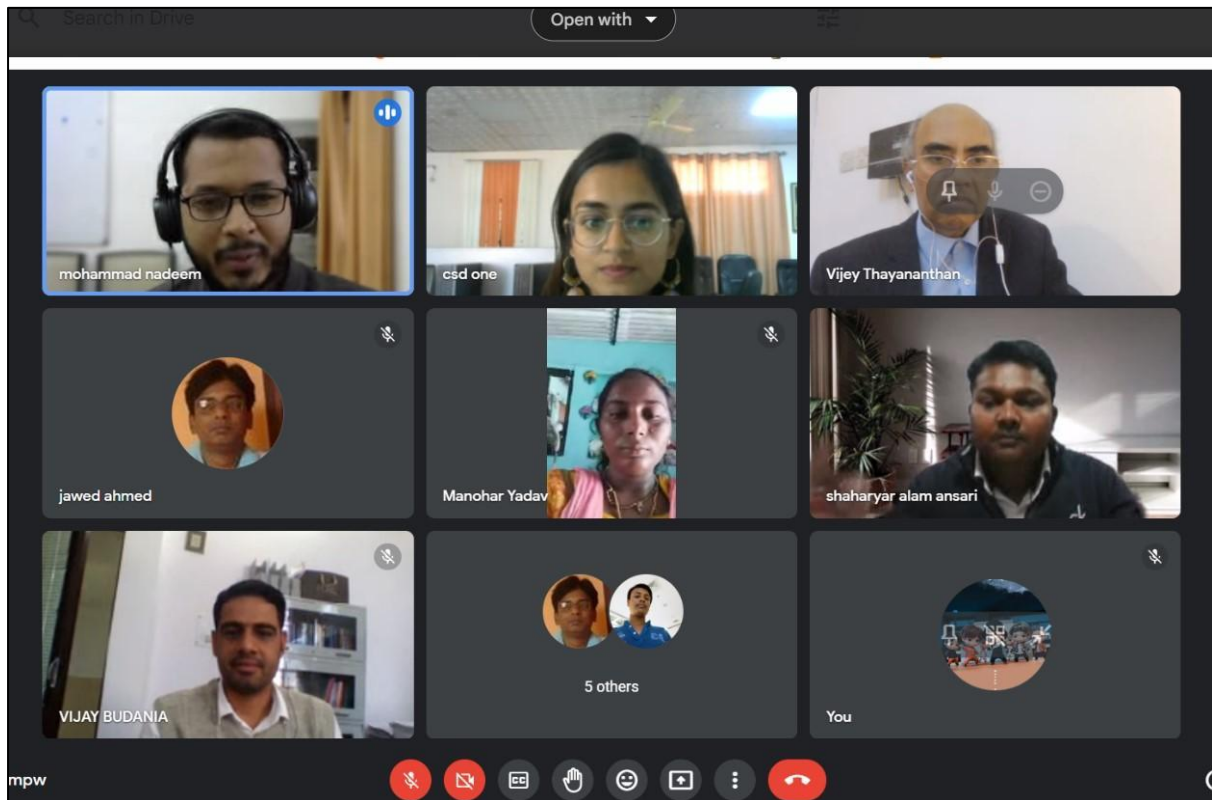 Search in Drive
Open with
mohammad nadeem
csd one
Vijey Thayananthan
jawed ahmed
Manohar Yadav
shaharyar alam ansari
VIJAY BUDANIA
5 others
You
mpw
CC